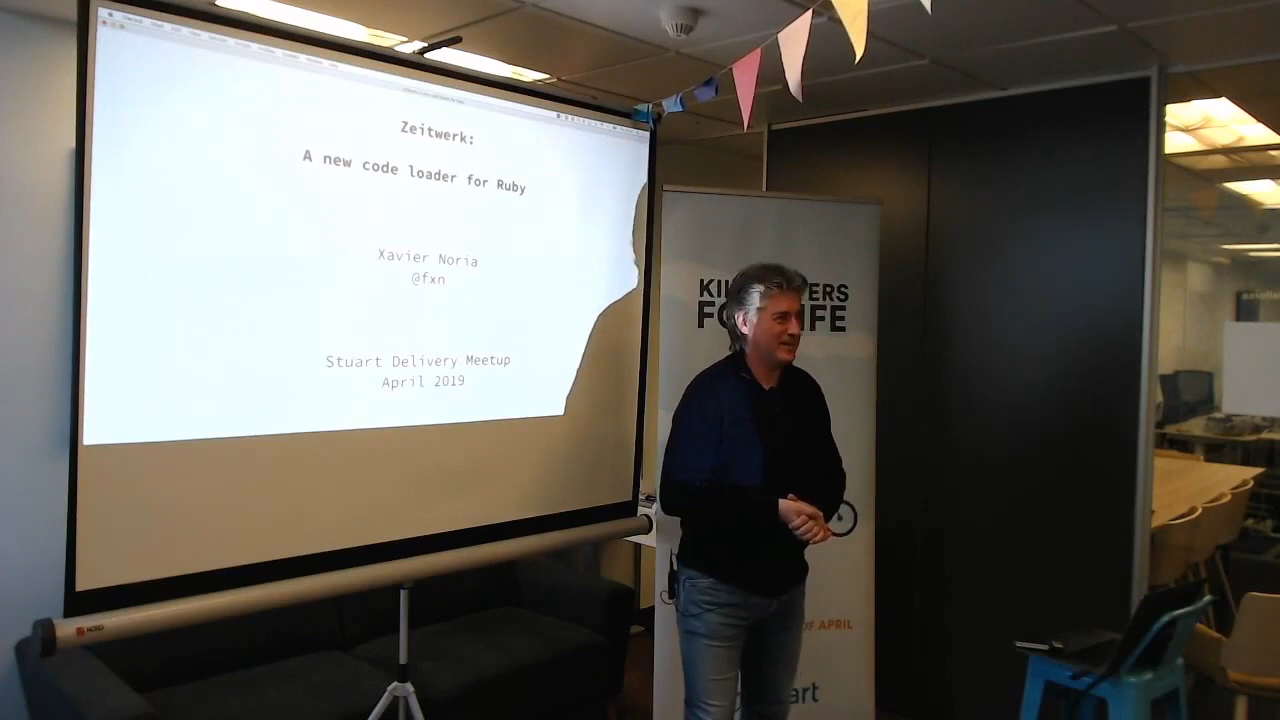 Zeitwerk:
A new code loader for Ruby
Xavier Noria
@fxn
Stuart Delivery Meetup
April 2019
OF APRIL